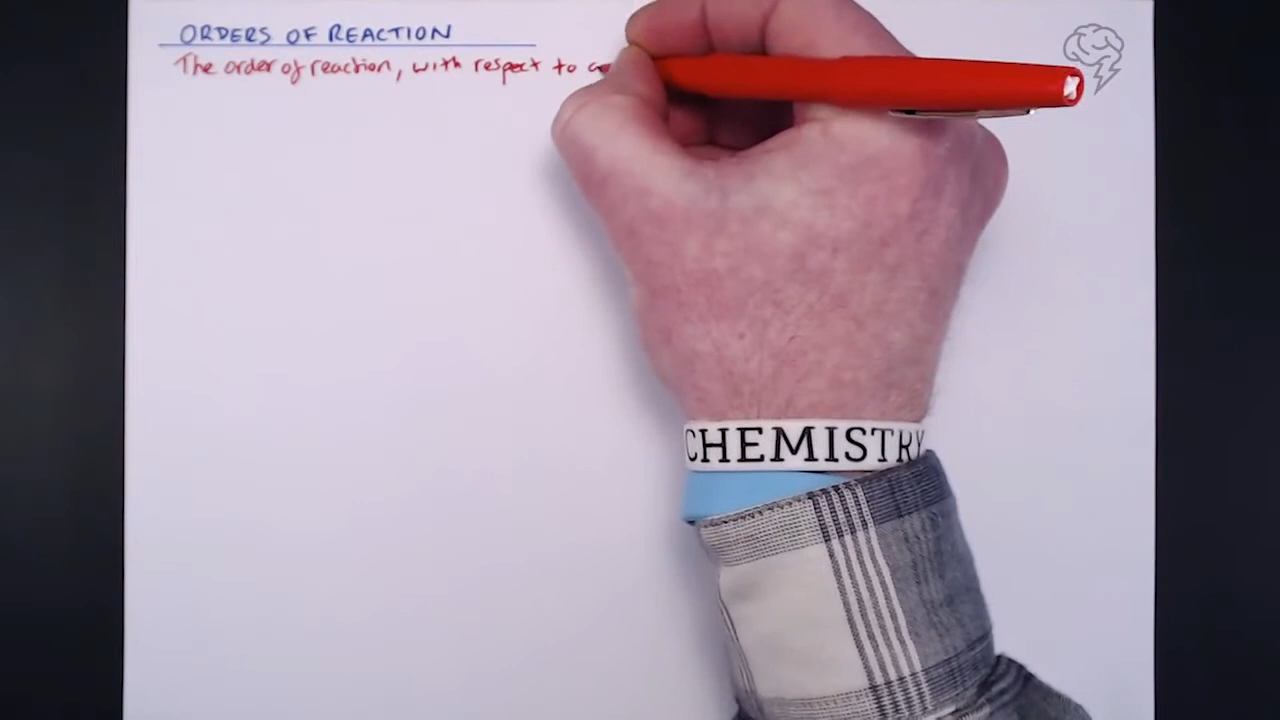 ORDERS OF REACTION
The order of reaction, with respect to
CHEMISTRY